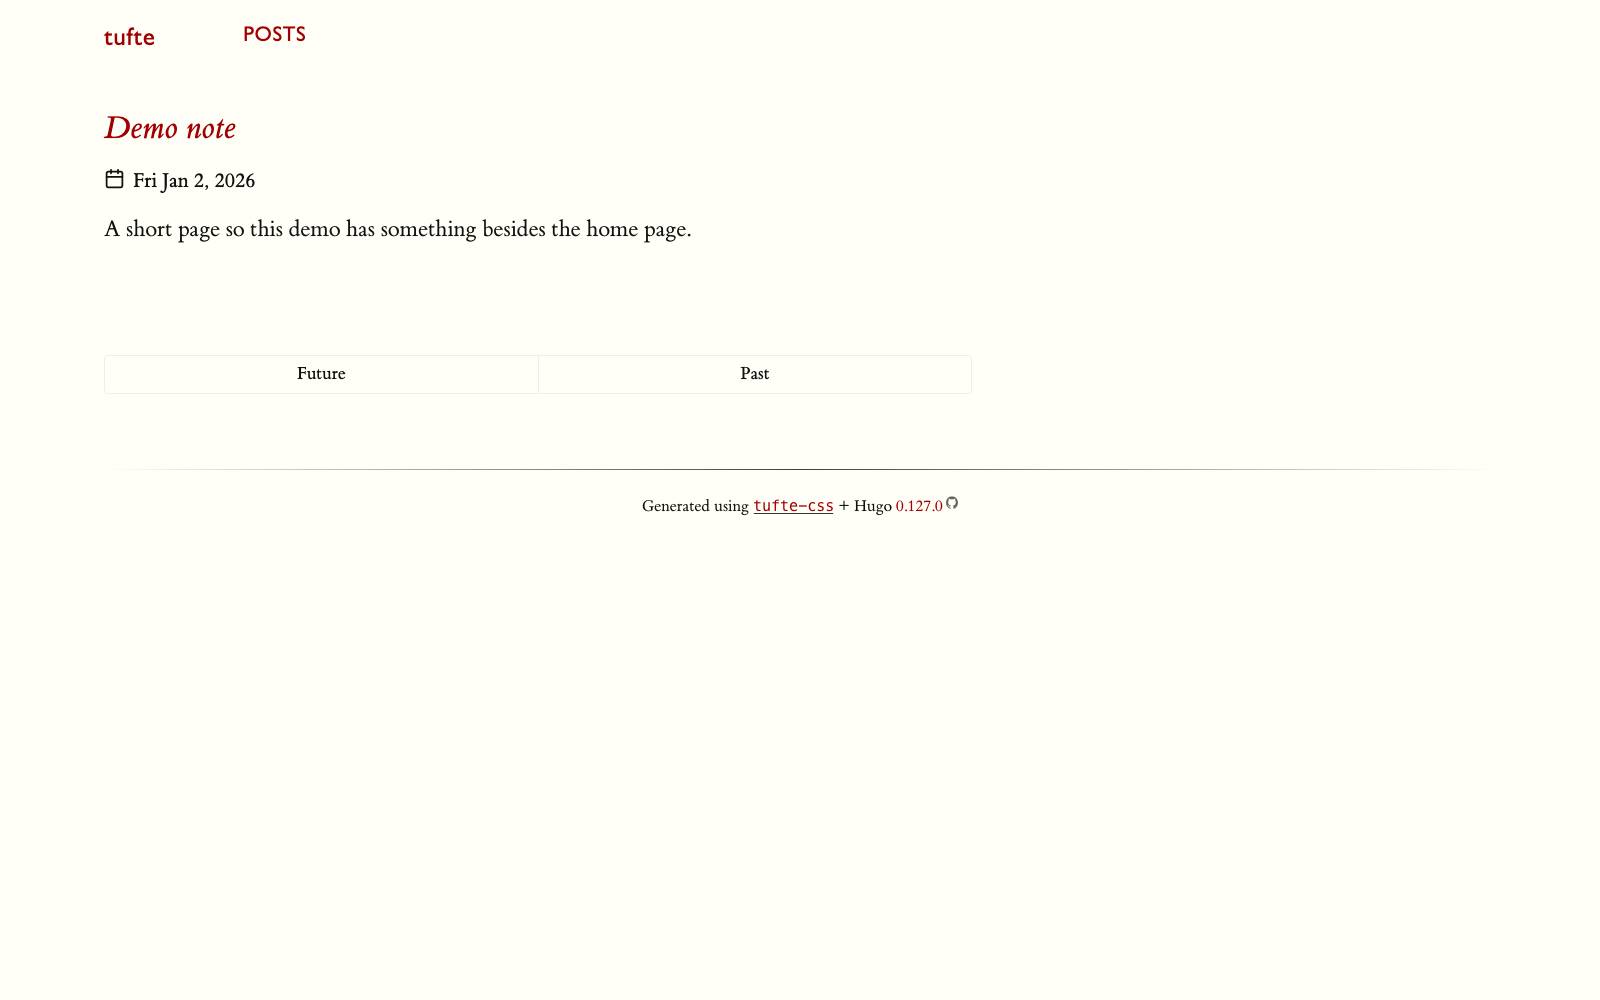 tufte
POSTS
Demo note
Fri Jan 2, 2026
A short page so this demo has something besides the home page.
Future
Past
Generated using tufte-css + Hugo 0.127.0